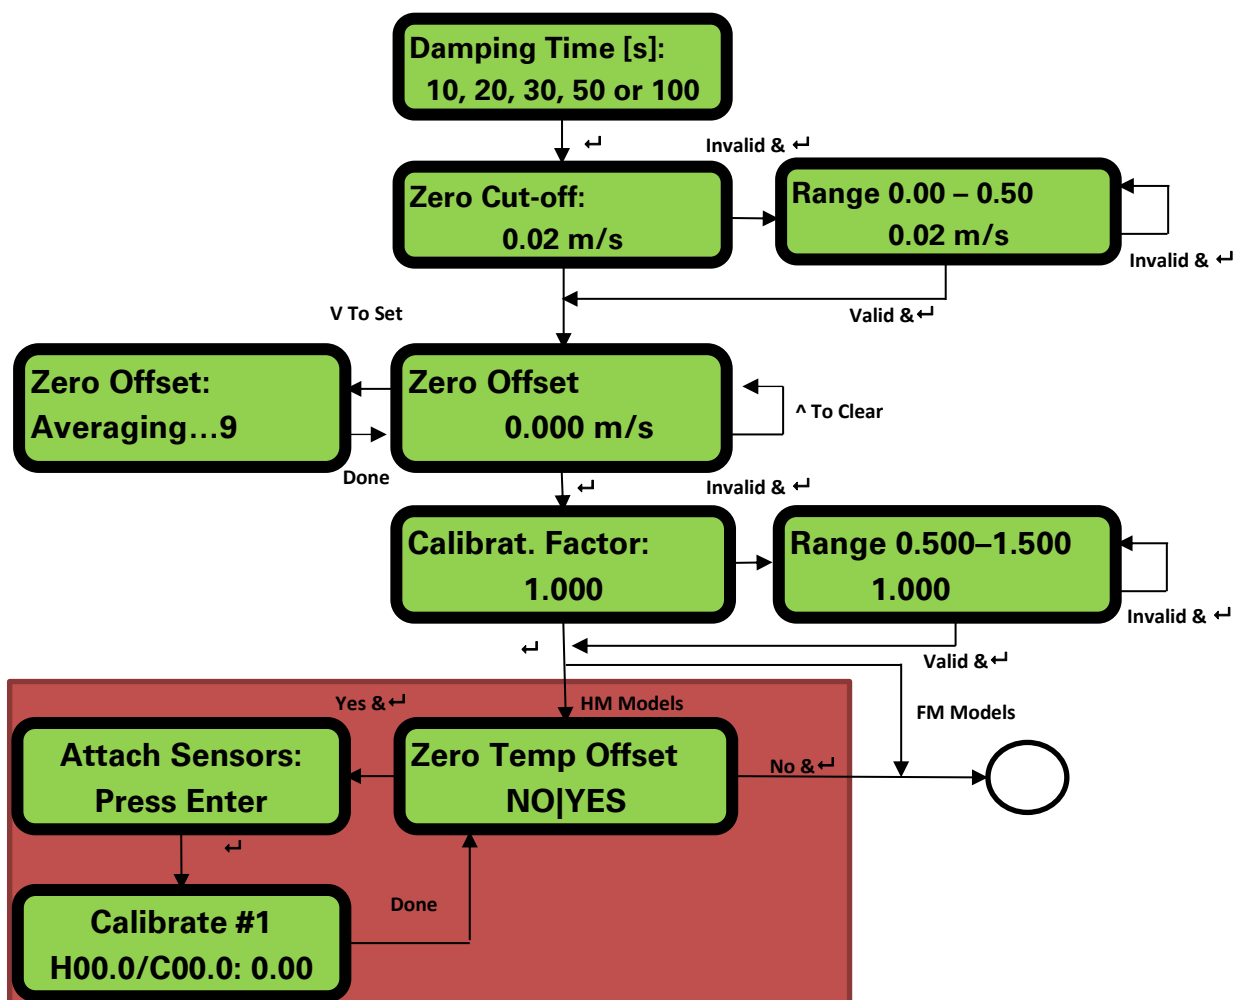 Damping Time [s]:
10, 20, 30, 50 or 100
↵
Invalid & ↵
Zero Cut-off:
0.02 m/s
Range 0.00 – 0.50
0.02 m/s
Invalid & ↵
V To Set
Valid & ↵
Zero Offset:
Averaging...9
Zero Offset
0.000 m/s
^ To Clear
Done
↵
Invalid & ↵
Calibrat. Factor:
1.000
Range 0.500–1.500
1.000
Invalid & ↵
↵
Valid & ↵
Yes & ↵
HM Models
FM Models
Attach Sensors:
Press Enter
Zero Temp Offset
NO|YES
No & ↵
↵
Calibrate #1
H00.0/C00.0: 0.00
Done